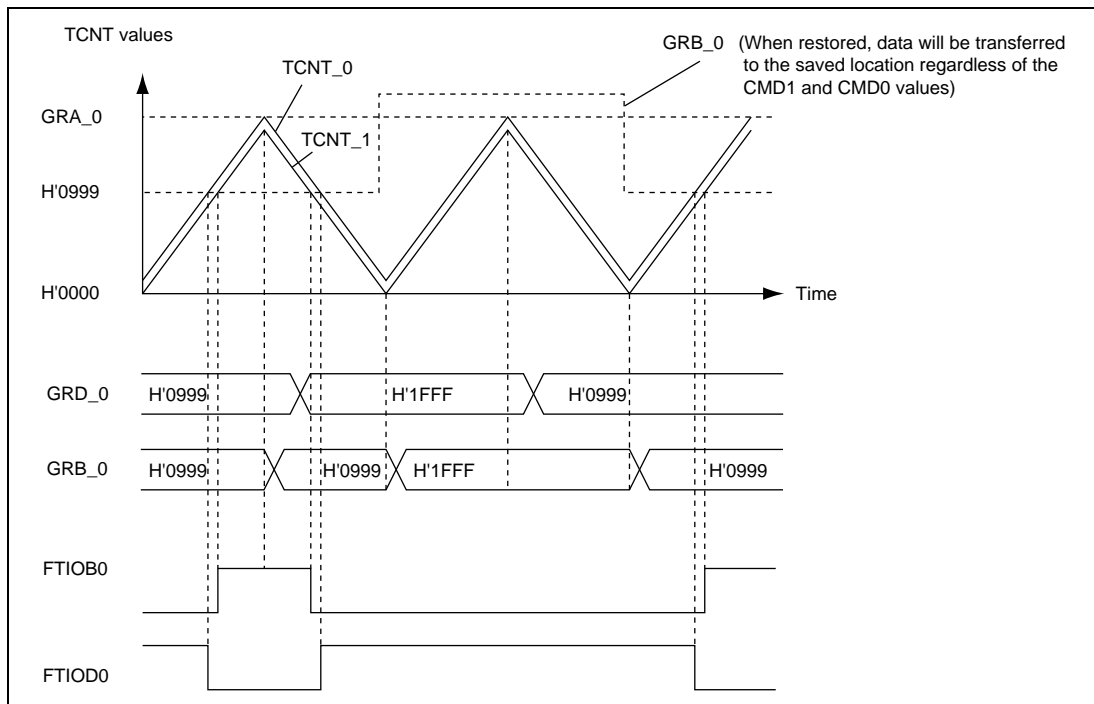 TCNT values
GRB_0 (When restored, data will be transferred
to the saved location regardless of the
CMD1 and CMD0 values)
TCNT_0
GRA_0
TCNT_1
H'0999
H'0000
Time
GRD_0
H'0999
H'1FFF
H'0999
GRB_0
H'0999
H'0999
H'1FFF
H'0999
FTIOB0
FTIOD0